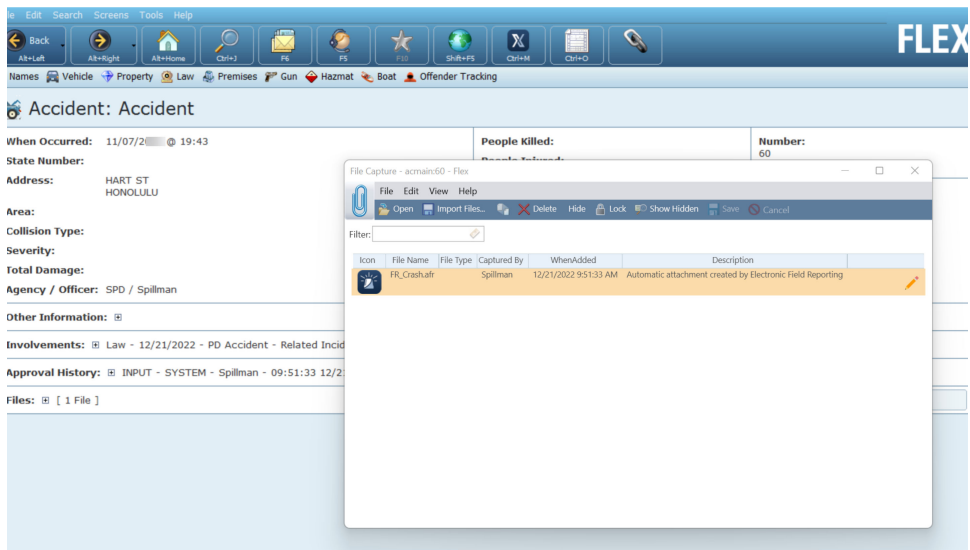 Edit Search Screens Tools Help
Back
Alt+Left
Alt+Right
Alt+Home
Ctrl+J
F6
F5
F10
Shift+F5
Ctrl+M
Ctrl+O
FLEX
Names Vehicle Property Law Premises Gun Hazmat Boat Offender Tracking
Accident: Accident
When Occurred: 11/07/2 @ 19:43
People Killed:
Number:
60
State Number:
People Injured:
Address: HART ST
HONOLULU
Area:
Collision Type:
Severity:
Total Damage:
Agency / Officer: SPD / Spillman
Other Information:
Involvements: Law - 12/21/2022 - PD Accident - Related Incid
Approval History: INPUT - SYSTEM - Spillman - 09:51:33 12/2
Files: [ 1 File ]
File Capture - acmain:60 - Flex
File Edit View Help
Open Import Files... Delete Hide Lock Show Hidden Save Cancel
Filter:
Icon File Name File Type Captured By WhenAdded Description
FR_Crash.afr Spillman 12/21/2022 9:51:33 AM Automatic attachment created by Electronic Field Reporting